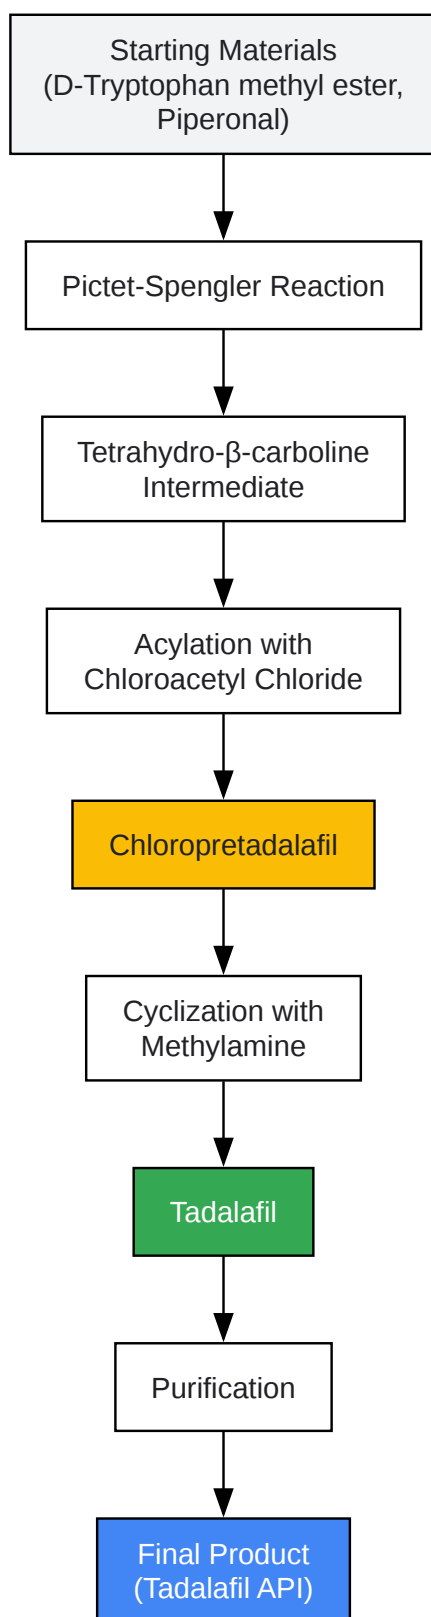 Starting Materials
(D-Tryptophan methyl ester,
Piperonal)
Pictet-Spengler Reaction
Tetrahydro-β-carboline
Intermediate
Acylation with
Chloroacetyl Chloride
Chloropretadalafil
Cyclization with
Methylamine
Tadalafil
Purification
Final Product
(Tadalafil API)